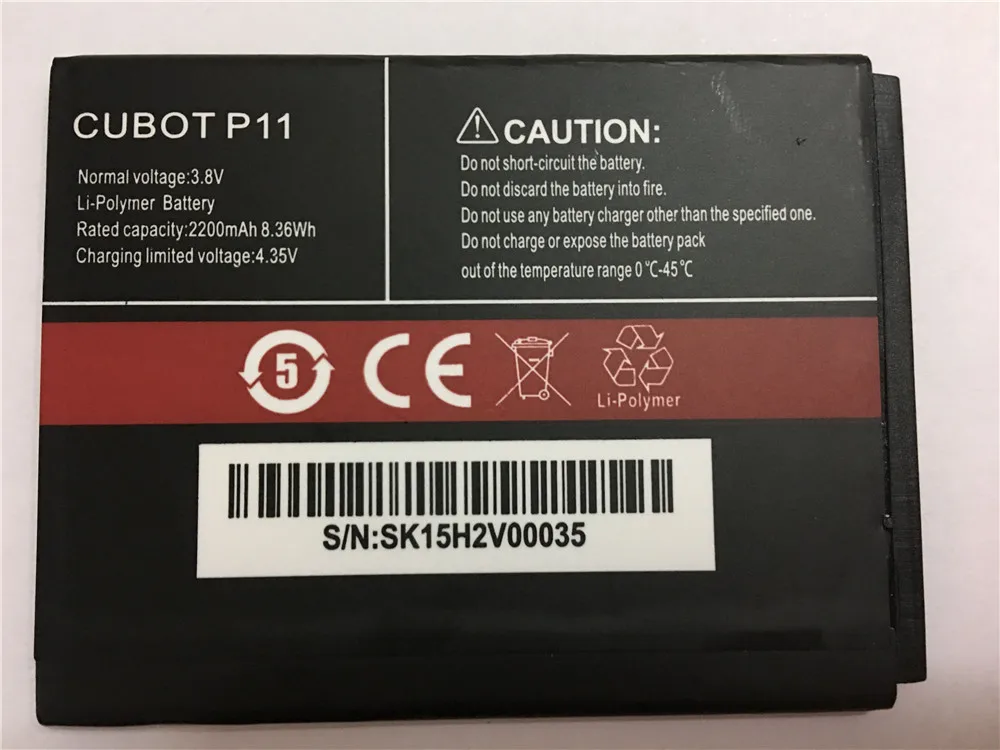 CUBOT P11
Normal voltage:3.8V
Li-Polymer Battery
Rated capacity:2200mAh 8.36Wh
Charging limited voltage:4.35V
CAUTION:
Do not short-circuit the battery.
Do not discard the battery into fire.
Do not use any battery charger other than the specified one.
Do not charge or expose the battery pack
out of the temperature range 0℃-45℃
5
CE
Li-Polymer
S/N:SK15H2V00035